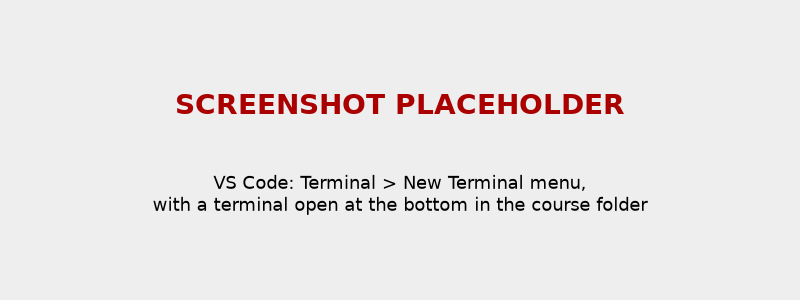 SCREENSHOT PLACEHOLDER
VS Code: Terminal > New Terminal menu,
with a terminal open at the bottom in the course folder